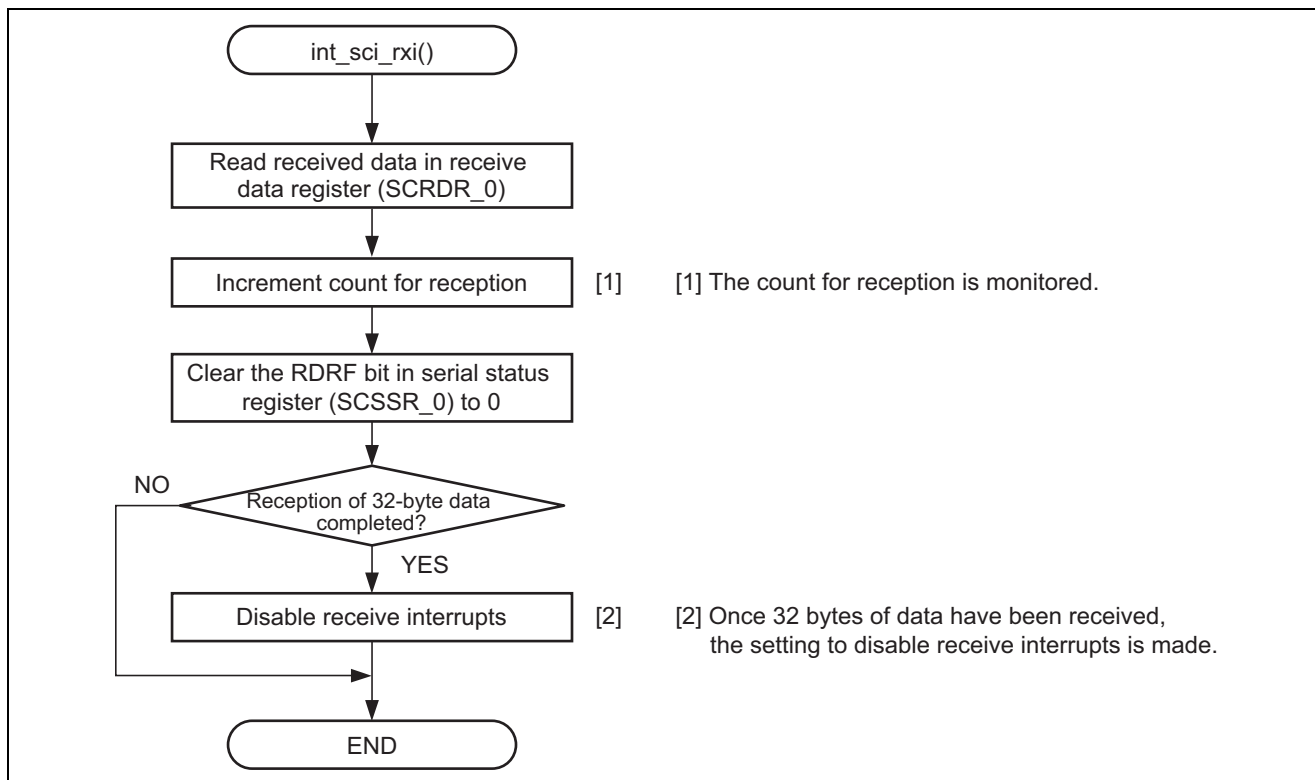 int_sci_rxi()
Read received data in receive
data register (SCRDR_0)
Increment count for reception
[1]
[1] The count for reception is monitored.
Clear the RDRF bit in serial status
register (SCSSR_0) to 0
NO
Reception of 32-byte data
completed?
YES
Disable receive interrupts
[2]
[2] Once 32 bytes of data have been received,
the setting to disable receive interrupts is made.
END